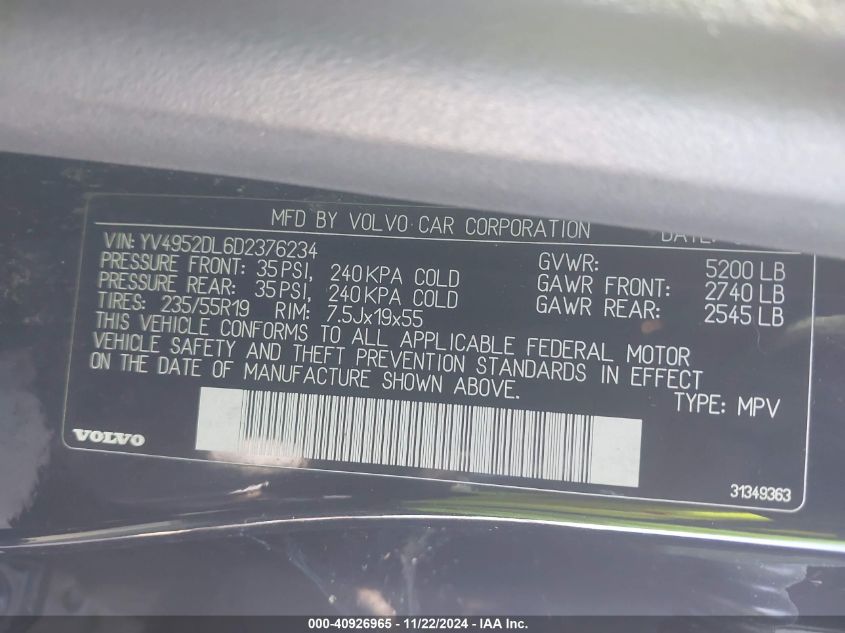 MFD BY VOLVO CAR CORPORATION
VIN: YV4952DL6D2376234
PRESSURE FRONT: 35 PSI, 240 KPA COLD
PRESSURE REAR: 35 PSI, 240 KPA COLD
TIRES: 235/55R19 RIM: 7.5Jx19x55
GVWR: 5200 LB
GAWR FRONT: 2740 LB
GAWR REAR: 2545 LB
THIS VEHICLE CONFORMS TO ALL APPLICABLE FEDERAL MOTOR
VEHICLE SAFETY AND THEFT PREVENTION STANDARDS IN EFFECT
ON THE DATE OF MANUFACTURE SHOWN ABOVE.
TYPE: MPV
VOLVO
31349363
000-40926965 - 11/22/2024 - IAA Inc.